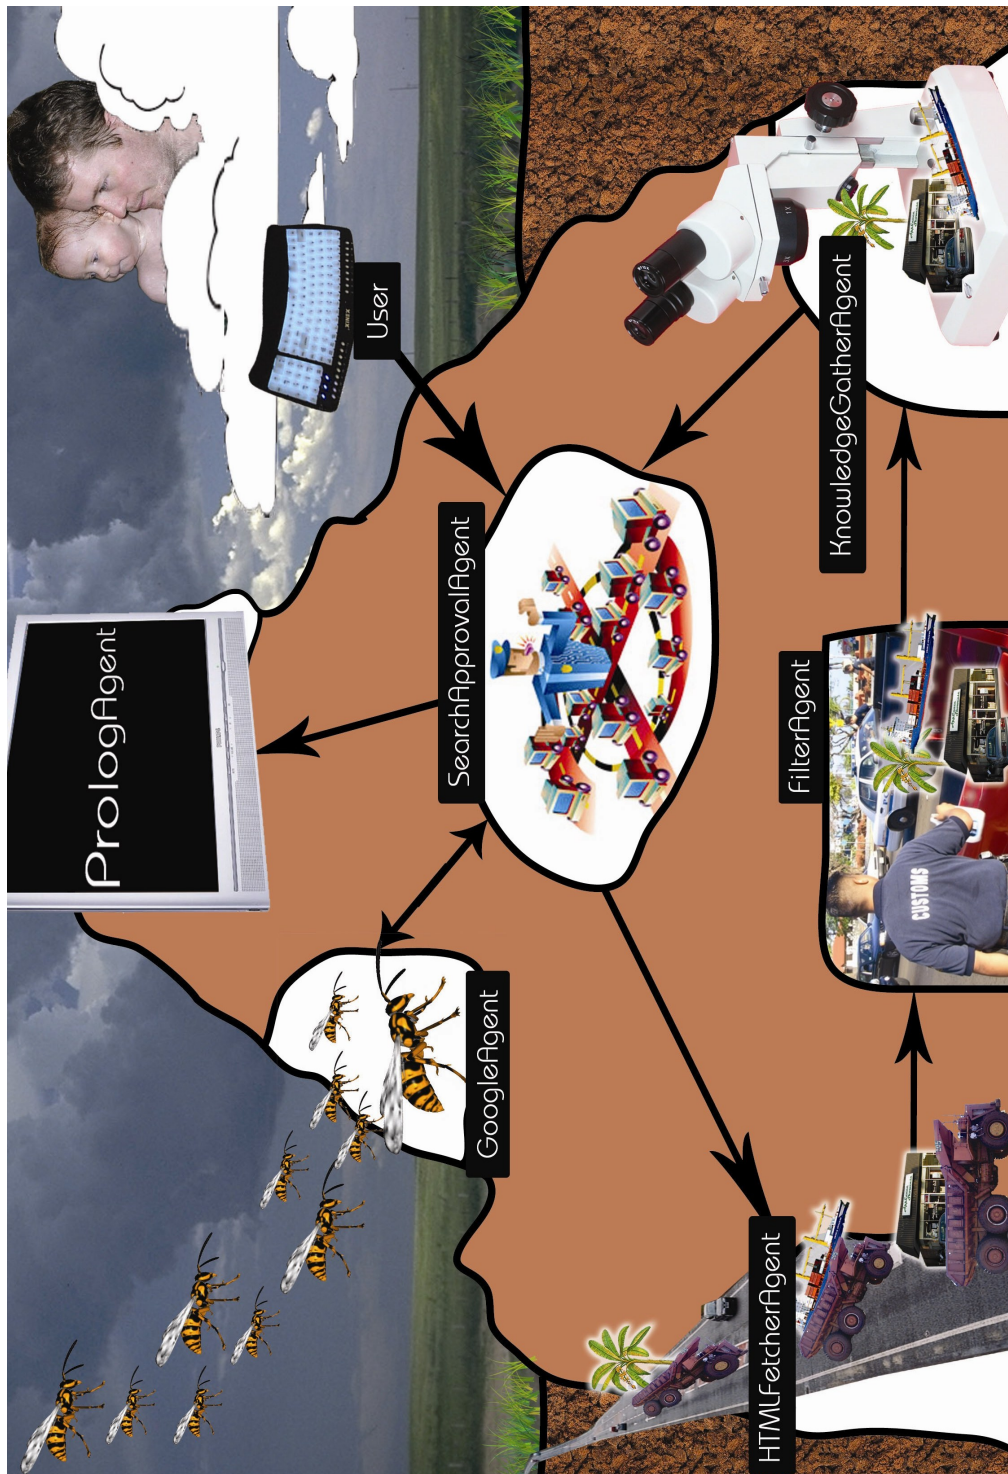 PrologAgent
User
SearchApprovalAgent
GoogleAgent
KnowledgeGatherAgent
FilterAgent
CUSTOMS
HTMLFetcherAgent